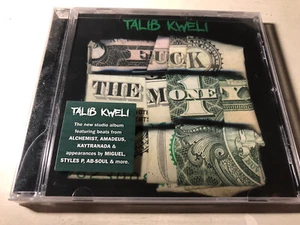 TALIB KWELI
FUCK
THE MONEY
TALIB KWELI
The new studio album
featuring beats from
ALCHEMIST, AMADEUS,
KAYTRANADA &
appearances by MIGUEL,
STYLES P, AB-SOUL & more.